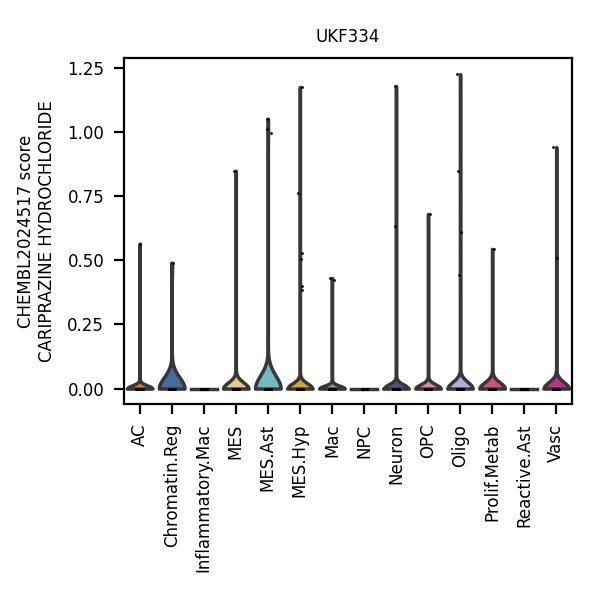 UKF334
CHEMBL2024517 score
CARIPRAZINE HYDROCHLORIDE
1.25
1.00
0.75
0.50
0.25
0.00
AC
Chromatin.Reg
Inflammatory.Mac
MES
MES.Ast
MES.Hyp
Mac
NPC
Neuron
OPC
Oligo
Prolif.Metab
Reactive.Ast
Vasc